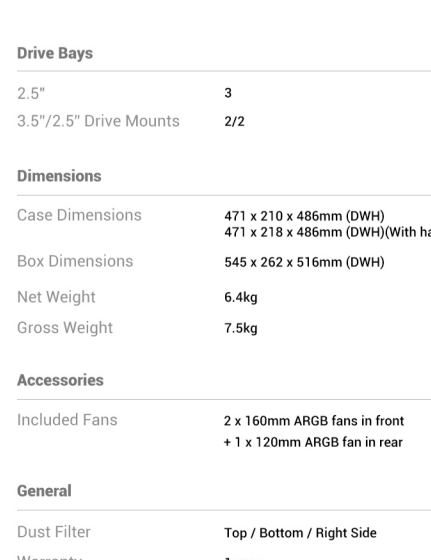 Drive Bays
2.5" 3
3.5"/2.5" Drive Mounts 2/2
Dimensions
Case Dimensions 471 x 210 x 486mm (DWH)
471 x 218 x 486mm (DWH)(With
Box Dimensions 545 x 262 x 516mm (DWH)
Net Weight 6.4kg
Gross Weight 7.5kg
Accessories
Included Fans 2 x 160mm ARGB fans in front
+ 1 x 120mm ARGB fan in rear
General
Dust Filter Top / Bottom / Right Side
Warranty